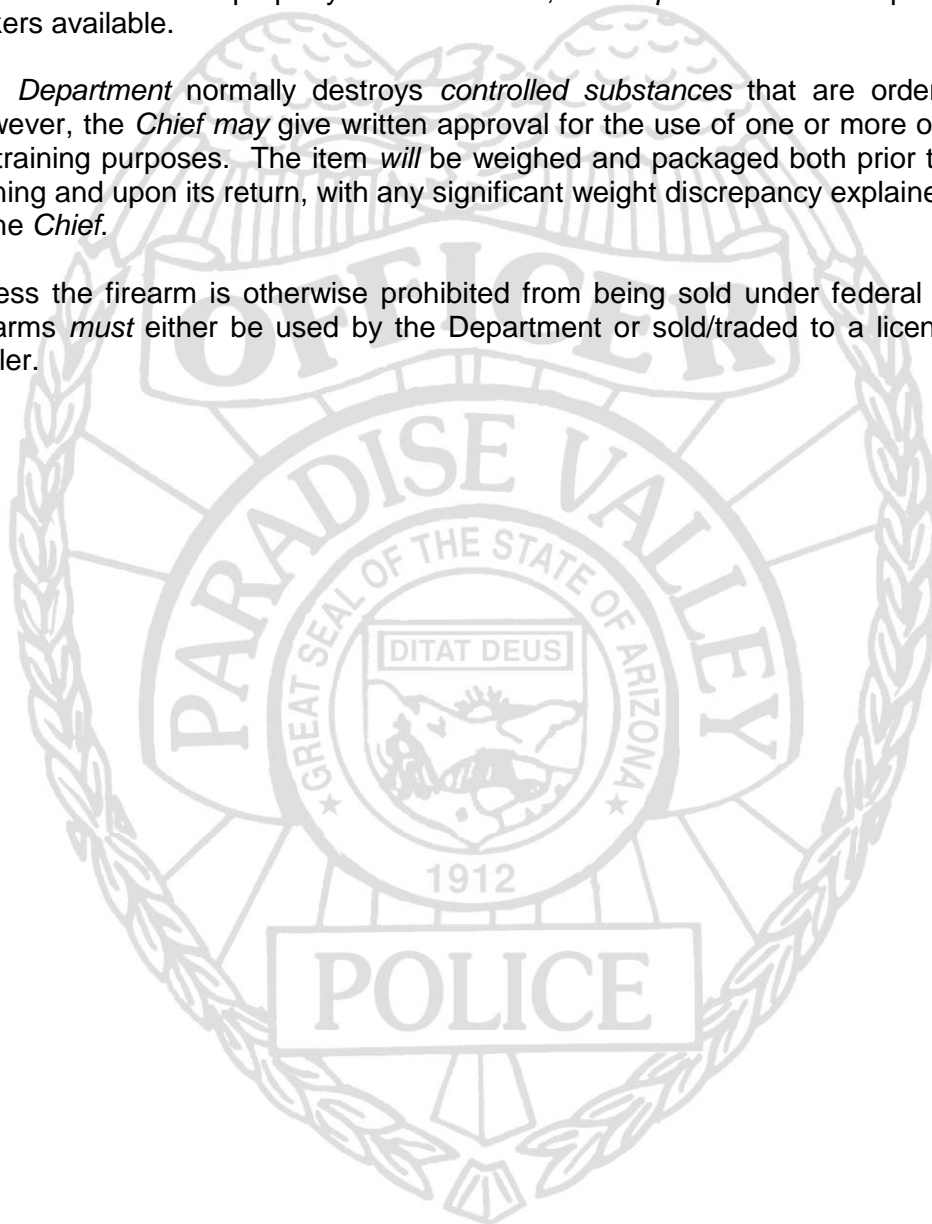 kers available.
Department normally destroys controlled substances that are order
wever, the Chief may give written approval for the use of one or more o
training purposes. The item will be weighed and packaged both prior t
ning and upon its return, with any significant weight discrepancy explaine
ne Chief.
ess the firearm is otherwise prohibited from being sold under federal
arms must either be used by the Department or sold/traded to a licen
ler.
OFFICER
PARADISE VALLEY
GREAT SEAL OF THE STATE OF ARIZONA
DITAT DEUS
1912
POLICE